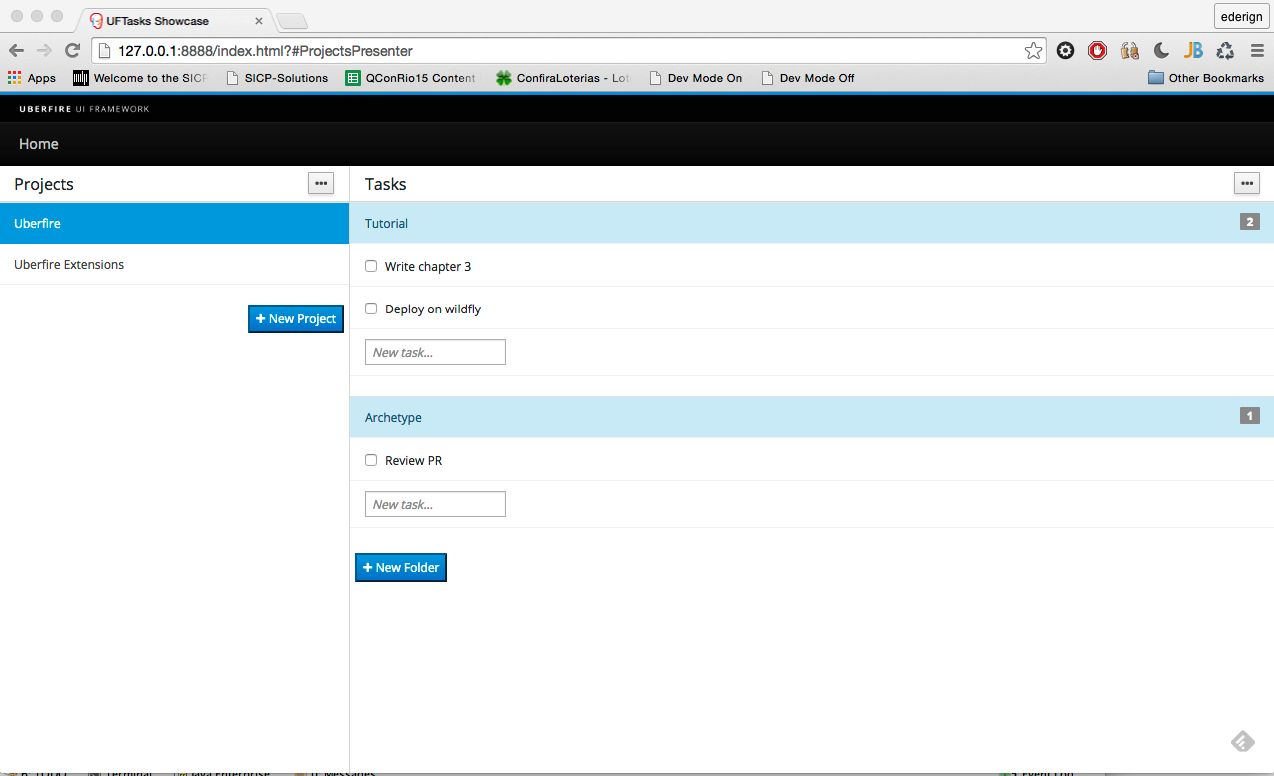 UFTasks Showcase
ederign
127.0.0.1:8888/index.html?#ProjectsPresenter
JB
Apps Welcome to the SICP SICP-Solutions QConRio15 Content ConfiraLoterias - Lot Dev Mode On Dev Mode Off Other Bookmarks
UBERFIRE UI FRAMEWORK
Home
Projects
Tasks
Uberfire
Tutorial 2
Uberfire Extensions
Write chapter 3
+ New Project
Deploy on wildfly
New task...
Archetype 1
Review PR
New task...
+ New Folder